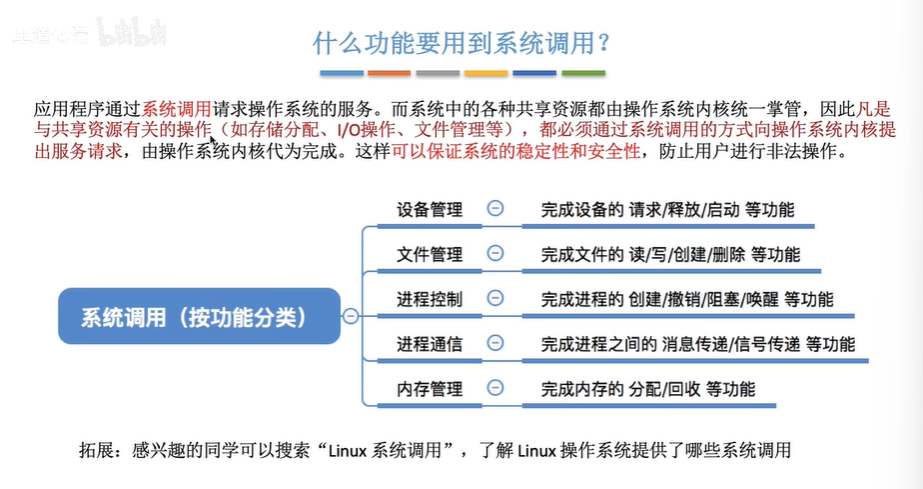 bilibili
什么功能要用到系统调用？
应用程序通过系统调用请求操作系统的服务。而系统中的各种共享资源都由操作系统内核统一掌管，因此凡是
与共享资源有关的操作（如存储分配、I/O操作、文件管理等），都必须通过系统调用的方式向操作系统内核提
出服务请求，由操作系统内核代为完成。这样可以保证系统的稳定性和安全性，防止用户进行非法操作。
设备管理 完成设备的 请求/释放/启动 等功能
文件管理 完成文件的 读/写/创建/删除 等功能
系统调用（按功能分类） 进程控制 完成进程的 创建/撤销/阻塞/唤醒 等功能
进程通信 完成进程之间的 消息传递/信号传递 等功能
内存管理 完成内存的 分配/回收 等功能
拓展：感兴趣的同学可以搜索“Linux 系统调用”，了解 Linux 操作系统提供了哪些系统调用